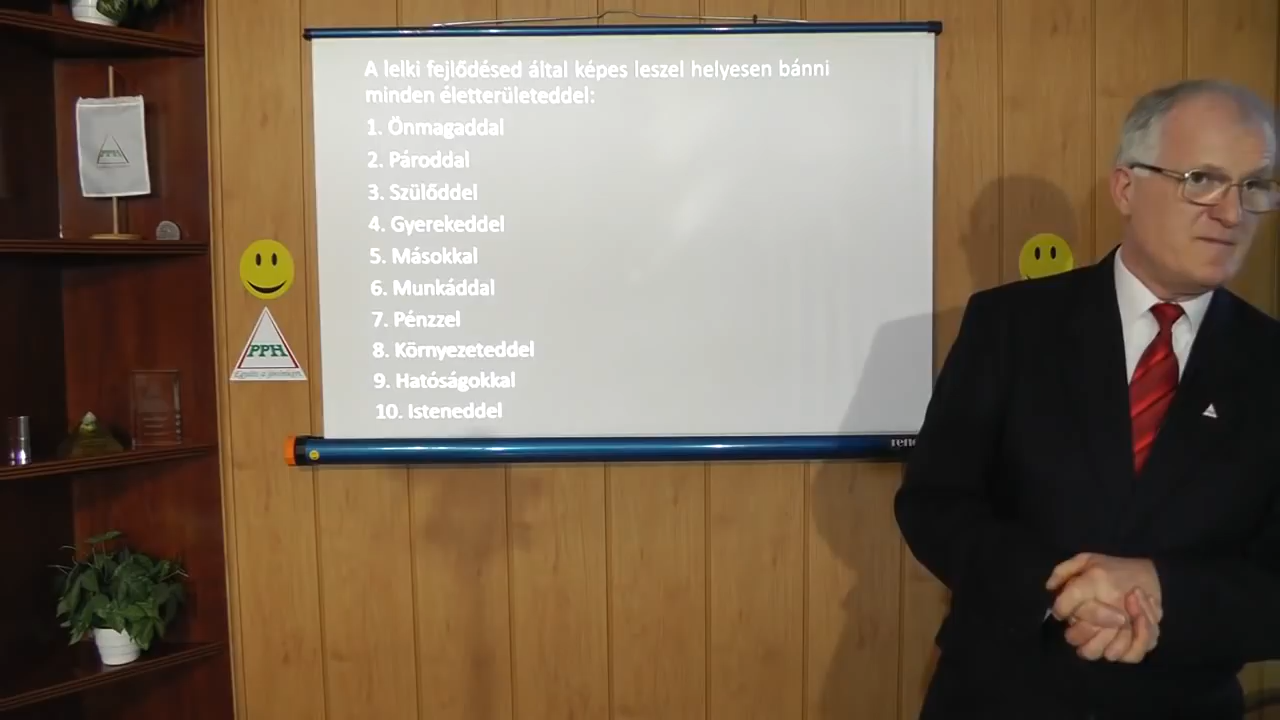 A lelki fejlődésed által képes leszel helyesen bánni
minden életterületeddel:
1. Önmagaddal
2. Pároddal
3. Szülőddel
4. Gyerekeddel
5. Másokkal
6. Munkáddal
7. Pénzzel
8. Környezeteddel
9. Hatóságokkal
10. Isteneddel
PPH
PPH